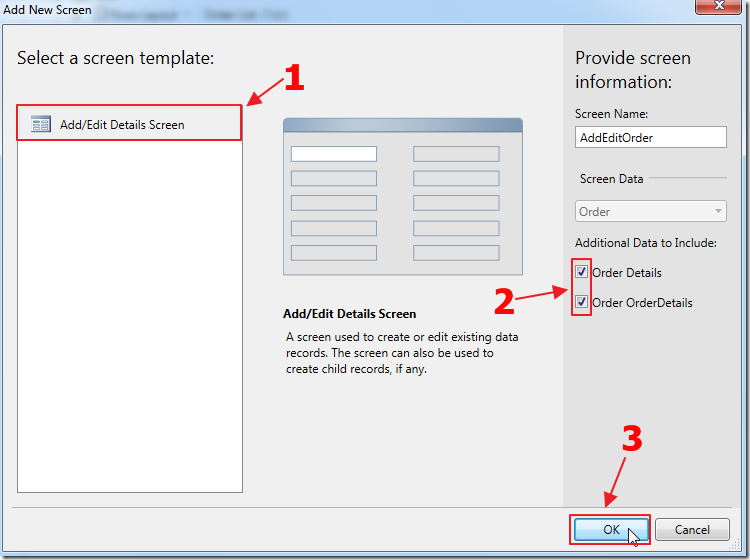 Add New Screen
Select a screen template:
1
Add/Edit Details Screen
Add/Edit Details Screen
A screen used to create or edit existing data
records. The screen can also be used to
create child records, if any.
Provide screen
information:
Screen Name:
AddEditOrder
Screen Data
Order
Additional Data to Include:
2
Order Details
Order OrderDetails
3
OK
Cancel